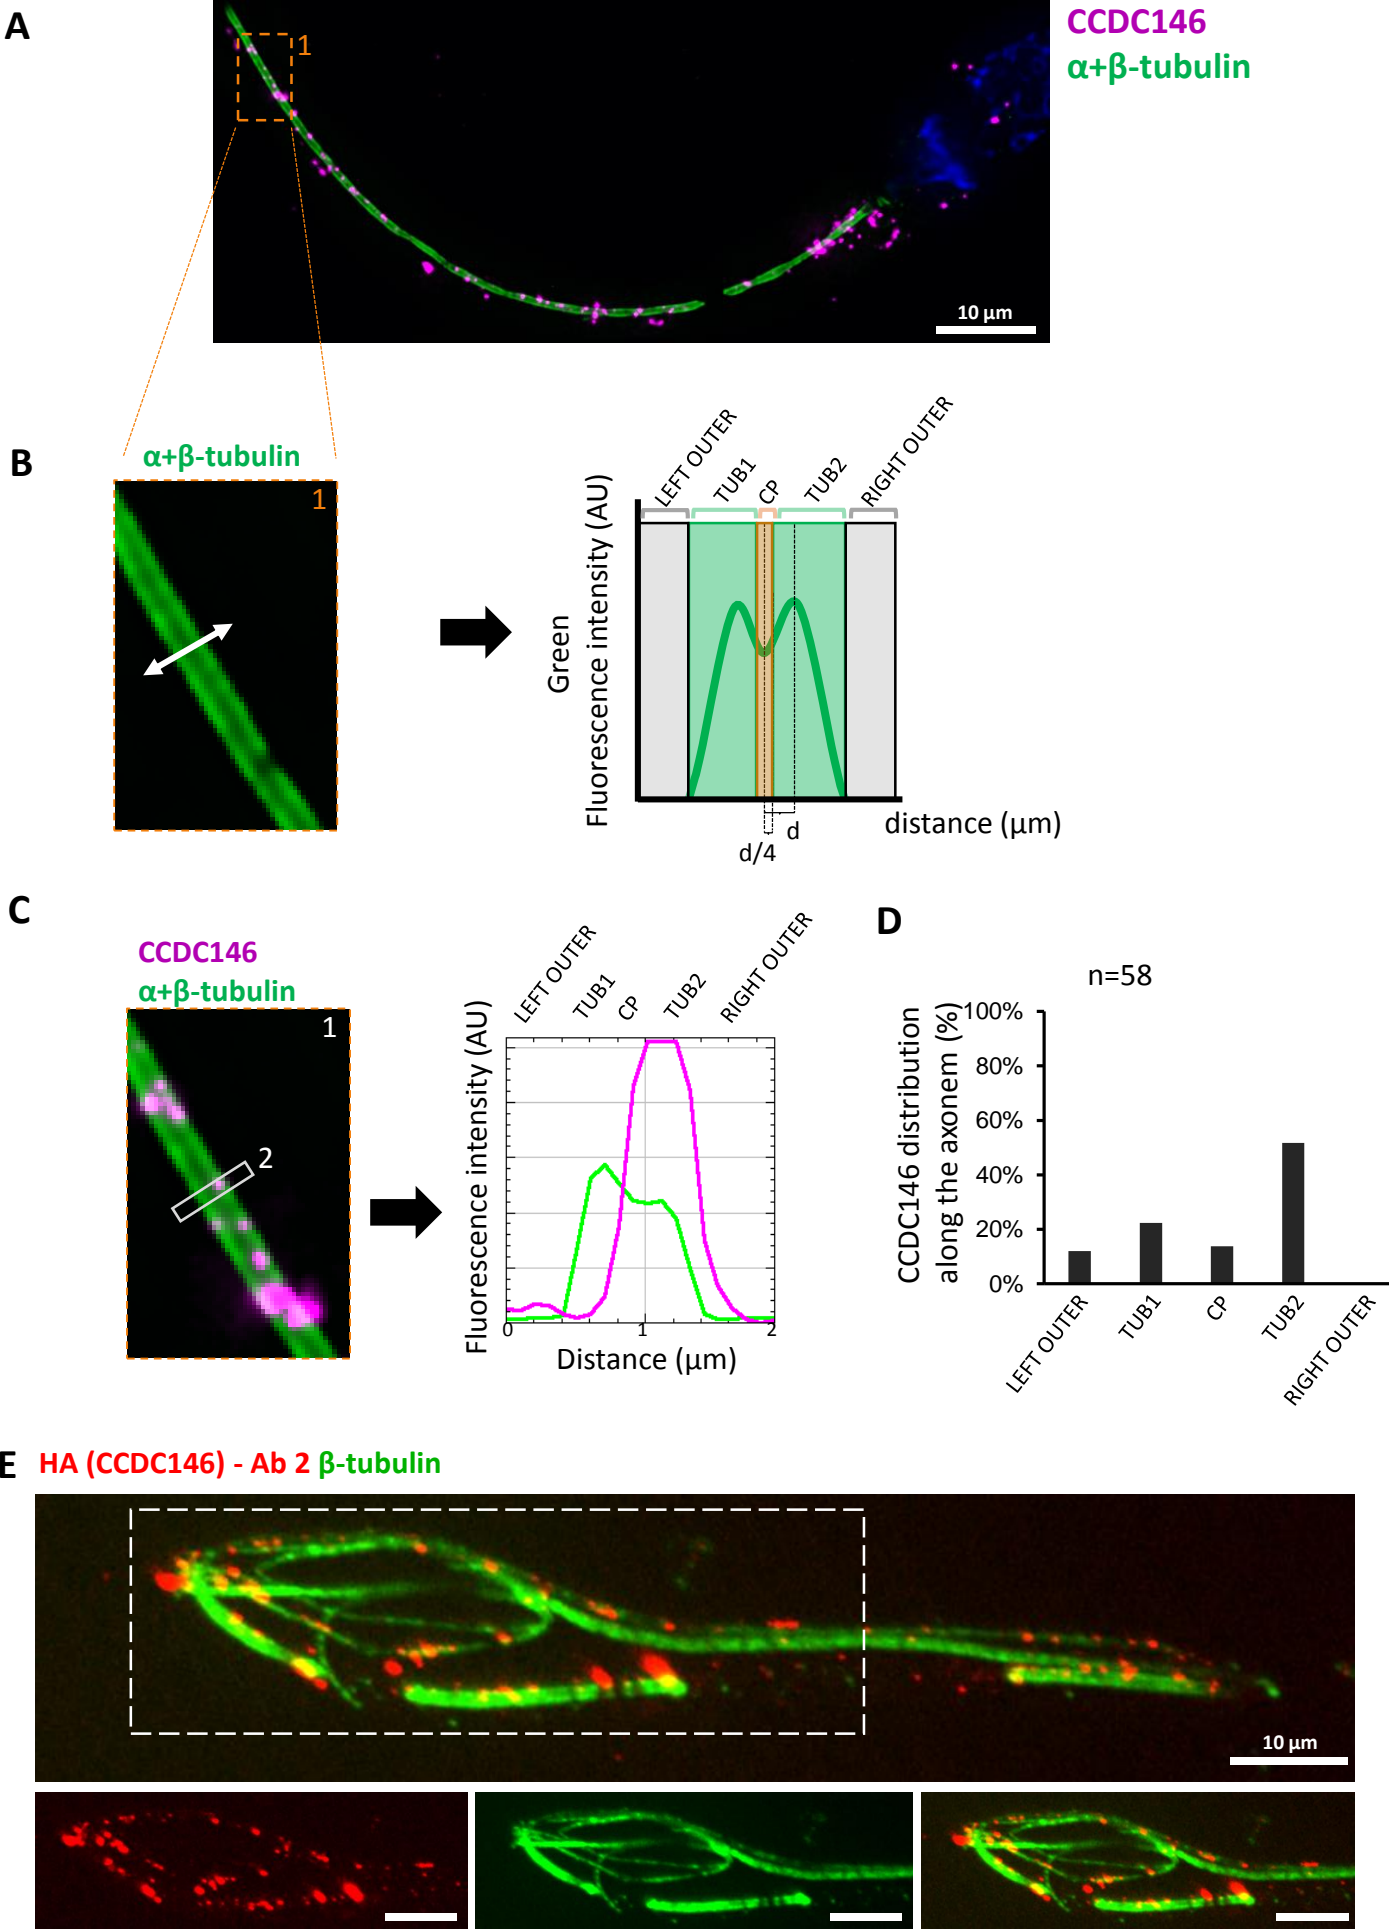 A
CCDC146
α+β-tubulin
1
10 µm
B
α+β-tubulin
1
Green
Fluorescence intensity (AU)
LEFT OUTER
TUB1
CP
TUB2
RIGHT OUTER
d
d/4
distance (µm)
C
CCDC146
α+β-tubulin
1
2
Fluorescence intensity (AU)
LEFT OUTER
TUB1
CP
TUB2
RIGHT OUTER
0
1
2
Distance (µm)
D
n=58
CCDC146 distribution
along the axonem (%)
100%
80%
60%
40%
20%
0%
LEFT OUTER
TUB1
CP
TUB2
RIGHT OUTER
E
HA (CCDC146) - Ab 2 β-tubulin
10 µm